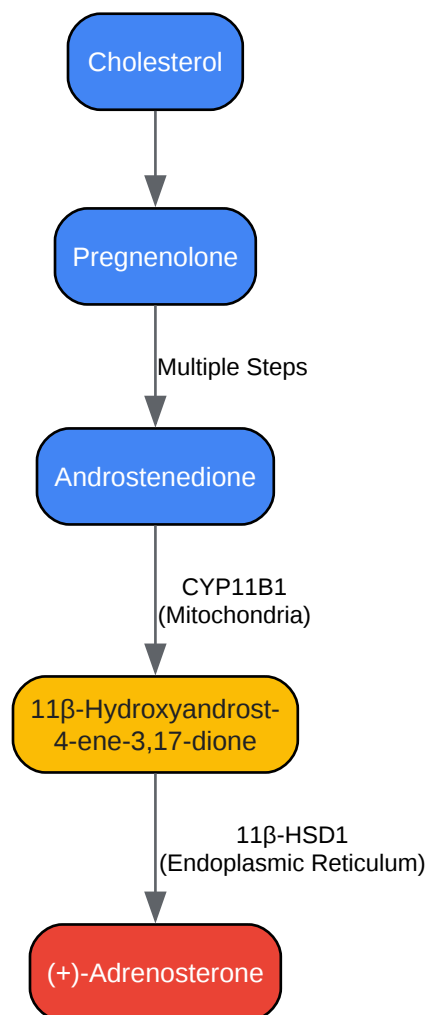 Cholesterol
Pregnenolone
Multiple Steps
Androstenedione
CYP11B1
(Mitochondria)
11β-Hydroxyandrost-
4-ene-3,17-dione
11β-HSD1
(Endoplasmic Reticulum)
(+)-Adrenosterone